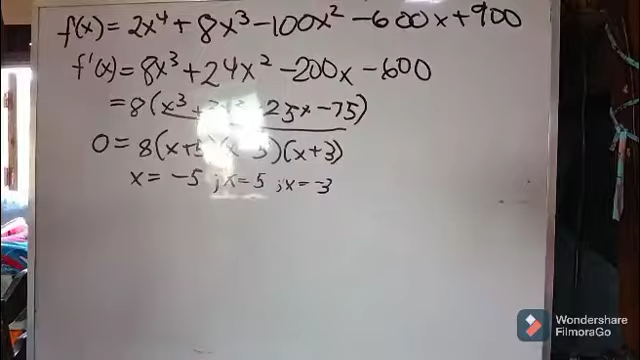 f(x) = 2x⁴ + 8x³ - 100x² - 600x + 900
f'(x) = 8x³ + 24x² - 200x - 600
= 8(x³ + 25x - 75)
0 = 8(x+5)(x-5)(x+3)
x = -5 ; x = 5 ; x = -3
Wondershare
FilmoraGo